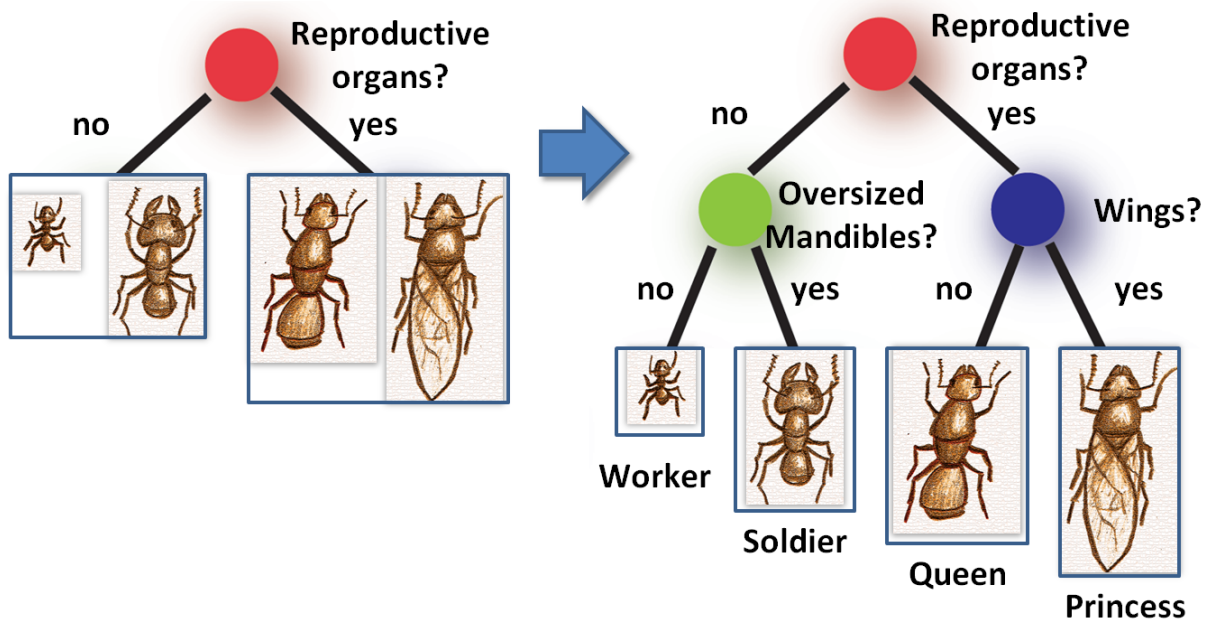 Reproductive
organs?
no
yes
Reproductive
organs?
no
yes
Oversized
Mandibles?
Wings?
no
yes
no
yes
Worker
Soldier
Queen
Princess